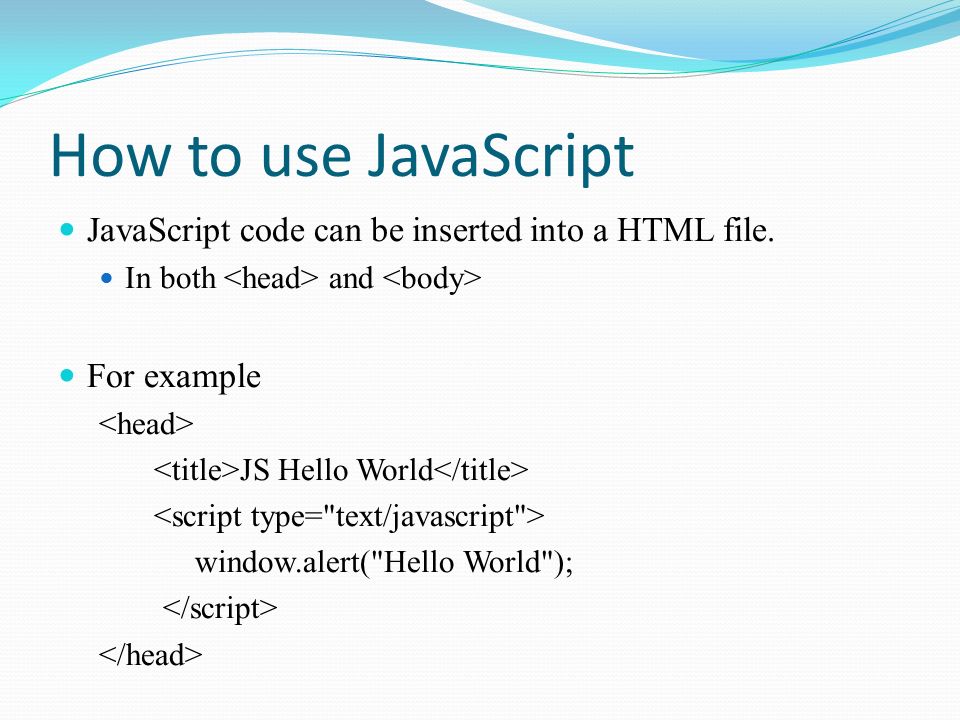 How to use JavaScript
JavaScript code can be inserted into a HTML file.
In both <head> and <body>
For example
<head>
<title>JS Hello World</title>
<script type="text/javascript">
window.alert("Hello World");
</script>
</head>